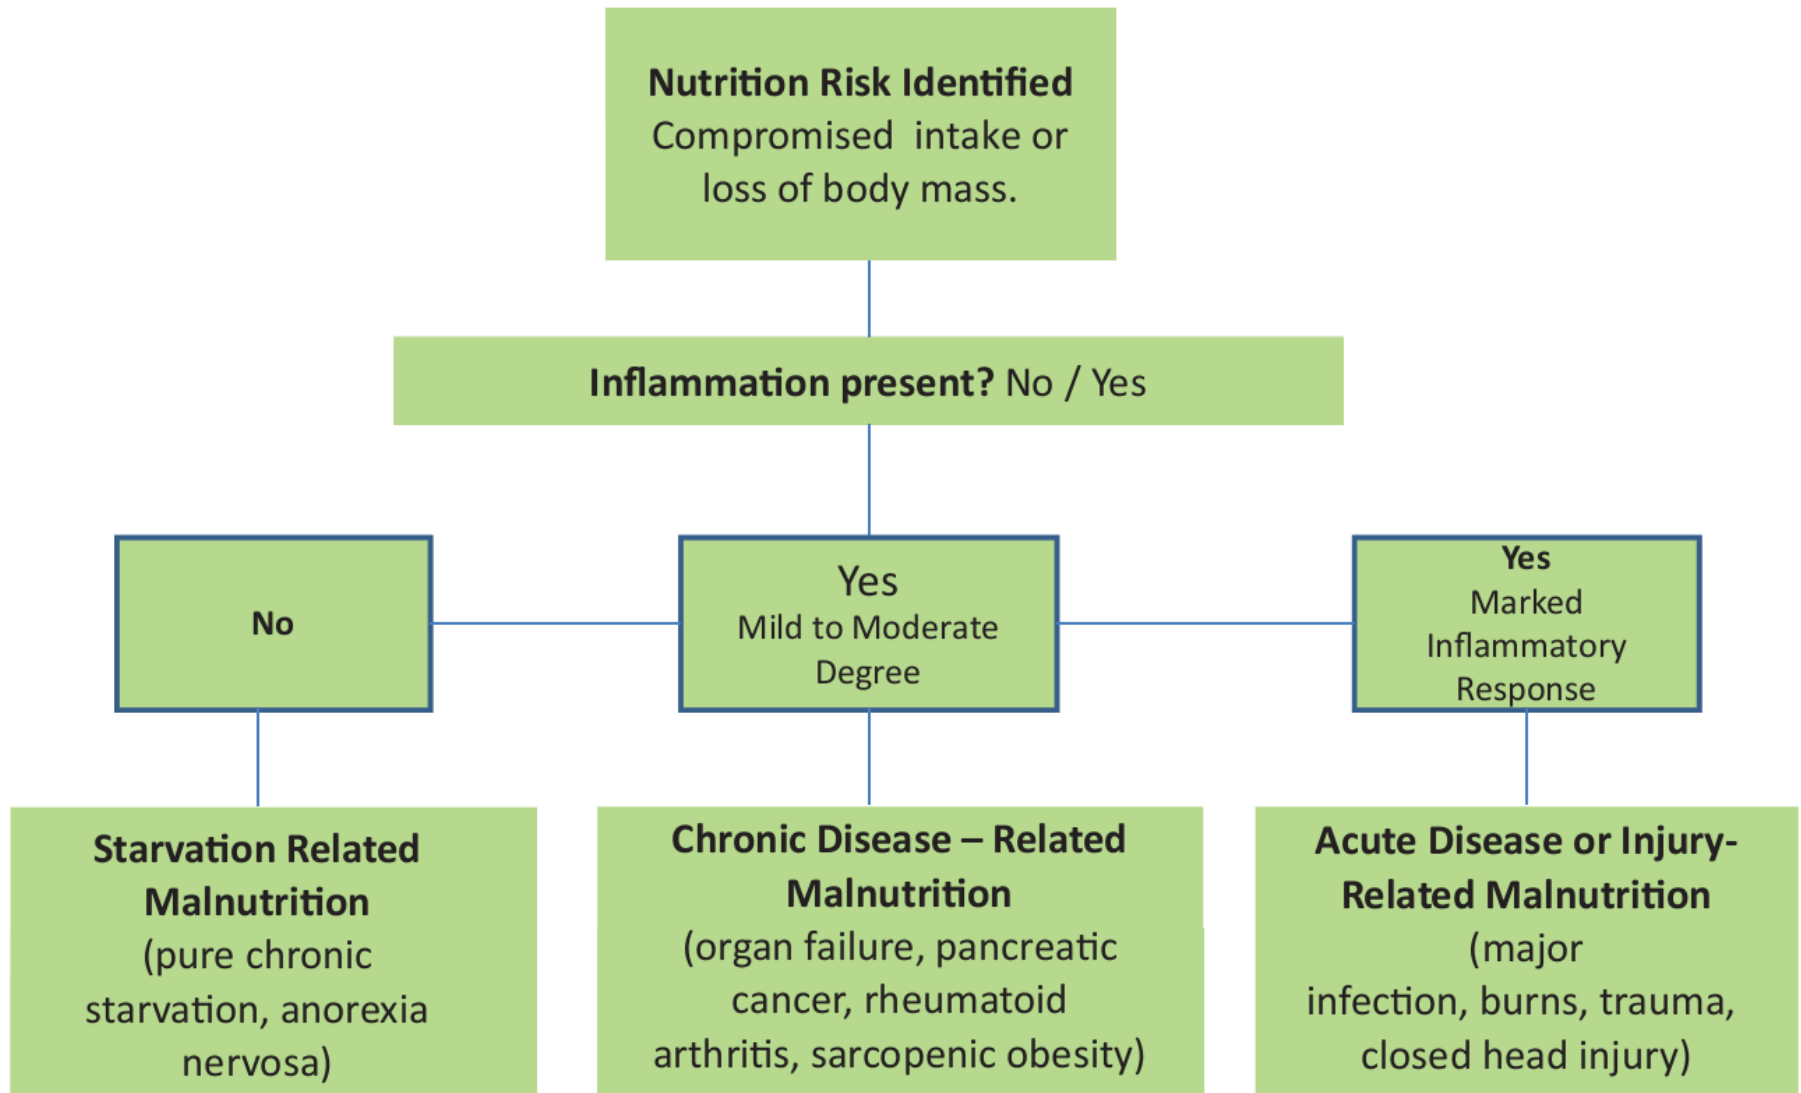 Nutrition Risk Identified
Compromised intake or
loss of body mass.
Inflammation present? No / Yes
No
Yes
Mild to Moderate
Degree
Yes
Marked
Inflammatory
Response
Starvation Related
Malnutrition
(pure chronic
starvation, anorexia
nervosa)
Chronic Disease – Related
Malnutrition
(organ failure, pancreatic
cancer, rheumatoid
arthritis, sarcopenic obesity)
Acute Disease or Injury-
Related Malnutrition
(major
infection, burns, trauma,
closed head injury)